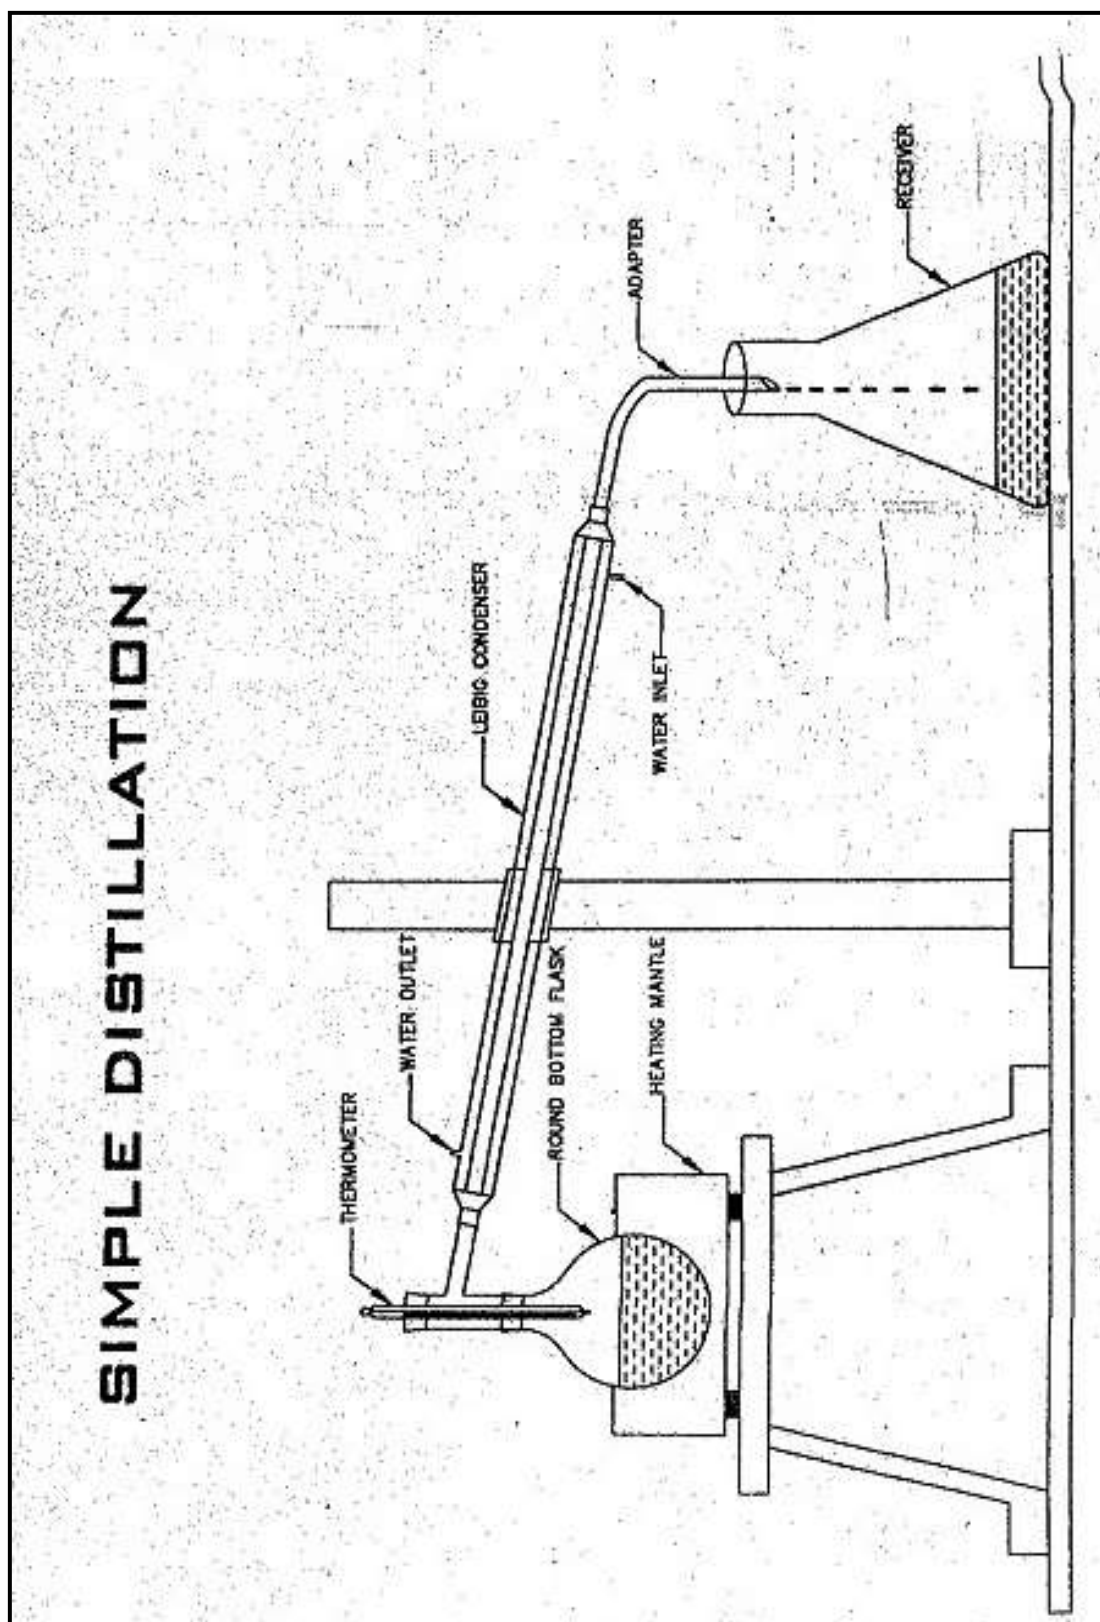 SIMPLE DISTILLATION
THERMOMETER
WATER OUTLET
LEIBIG CONDENSER
ADAPTER
RECEIVER
WATER INLET
ROUND BOTTOM FLASK
HEATING MANTLE